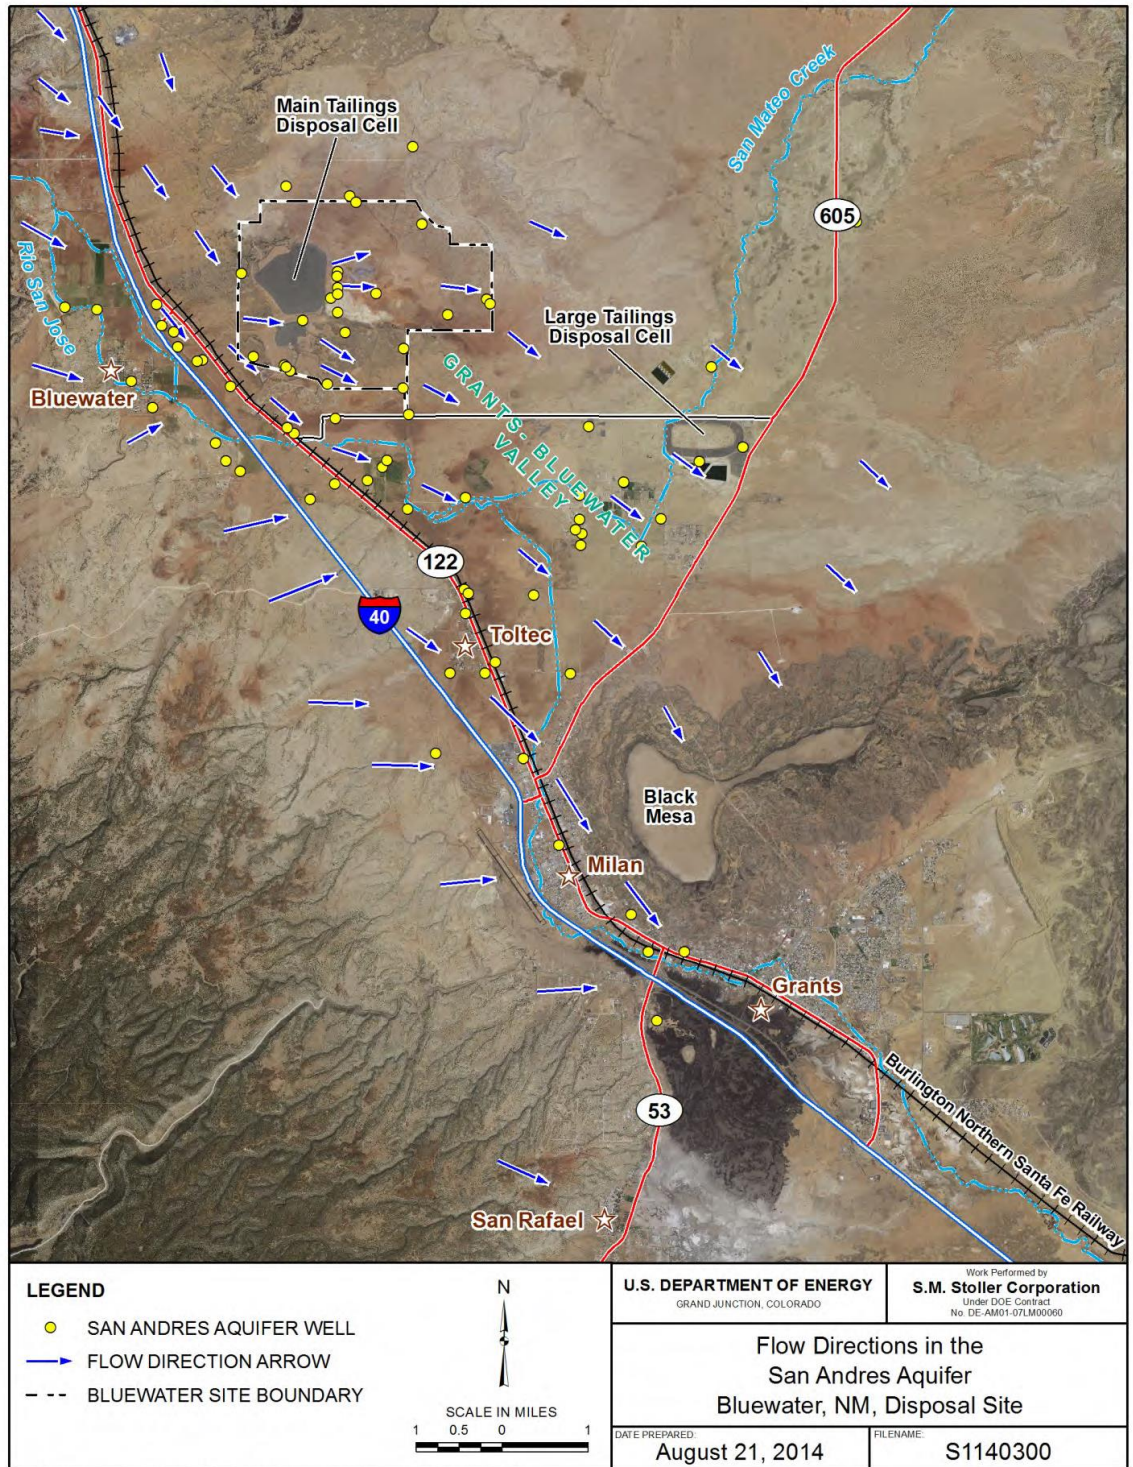 Main Tailings
Disposal Cell
San Mateo Creek
605
Rio San Jose
Large Tailings
Disposal Cell
Bluewater
GRANTS - BLUEWATER
VALLEY
122
40
Toltec
Black
Mesa
Milan
Grants
Burlington Northern Santa Fe Railway
53
San Rafael
LEGEND
SAN ANDRES AQUIFER WELL
FLOW DIRECTION ARROW
BLUEWATER SITE BOUNDARY
N
SCALE IN MILES
1 0.5 0 1
U.S. DEPARTMENT OF ENERGY
GRAND JUNCTION, COLORADO
Work Performed by
S.M. Stoller Corporation
Under DOE Contract
No. DE-AM01-07LM00060
Flow Directions in the
San Andres Aquifer
Bluewater, NM, Disposal Site
DATE PREPARED:
August 21, 2014
FILENAME:
S1140300